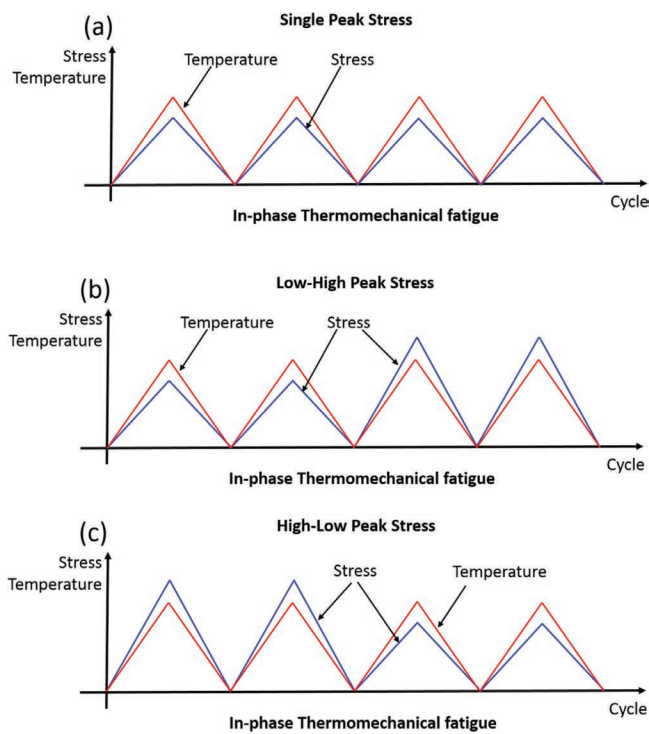 (a)
Single Peak Stress
Stress
Temperature
Temperature
Stress
Cycle
In-phase Thermomechanical fatigue
(b)
Low-High Peak Stress
Stress
Temperature
Temperature
Stress
Cycle
In-phase Thermomechanical fatigue
(c)
High-Low Peak Stress
Stress
Temperature
Stress
Temperature
Cycle
In-phase Thermomechanical fatigue